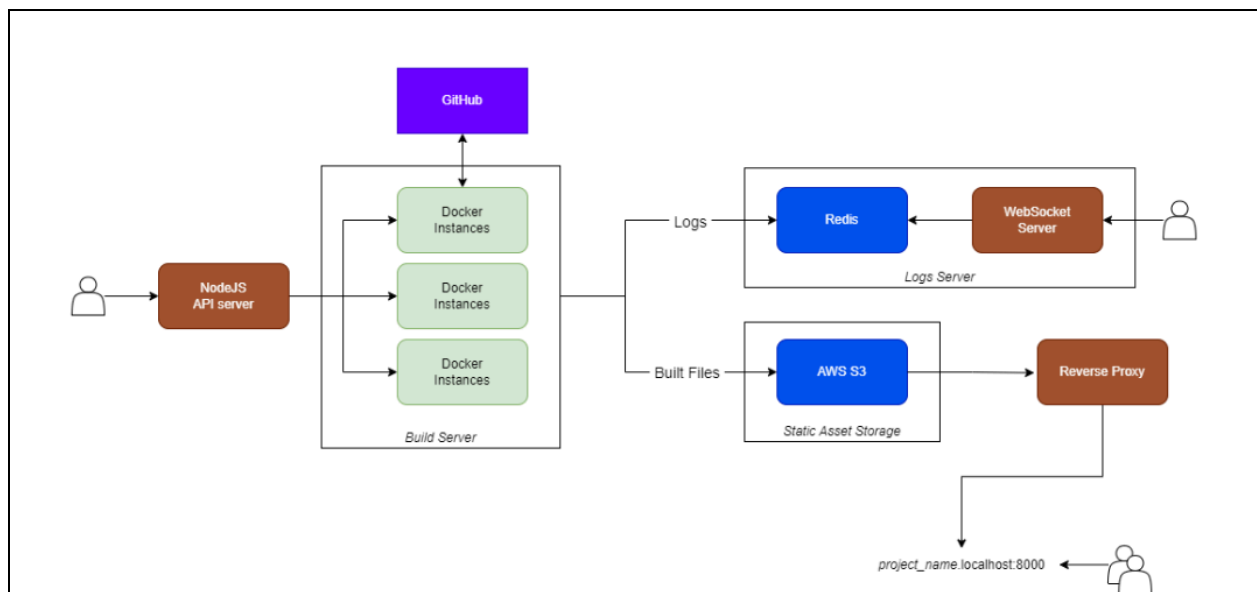 GitHub
Docker
Instances
Docker
Instances
Docker
Instances
Build Server
NodeJS
API server
Logs
Redis
WebSocket
Server
Logs Server
Built Files
AWS S3
Static Asset Storage
Reverse Proxy
project_name.localhost:8000